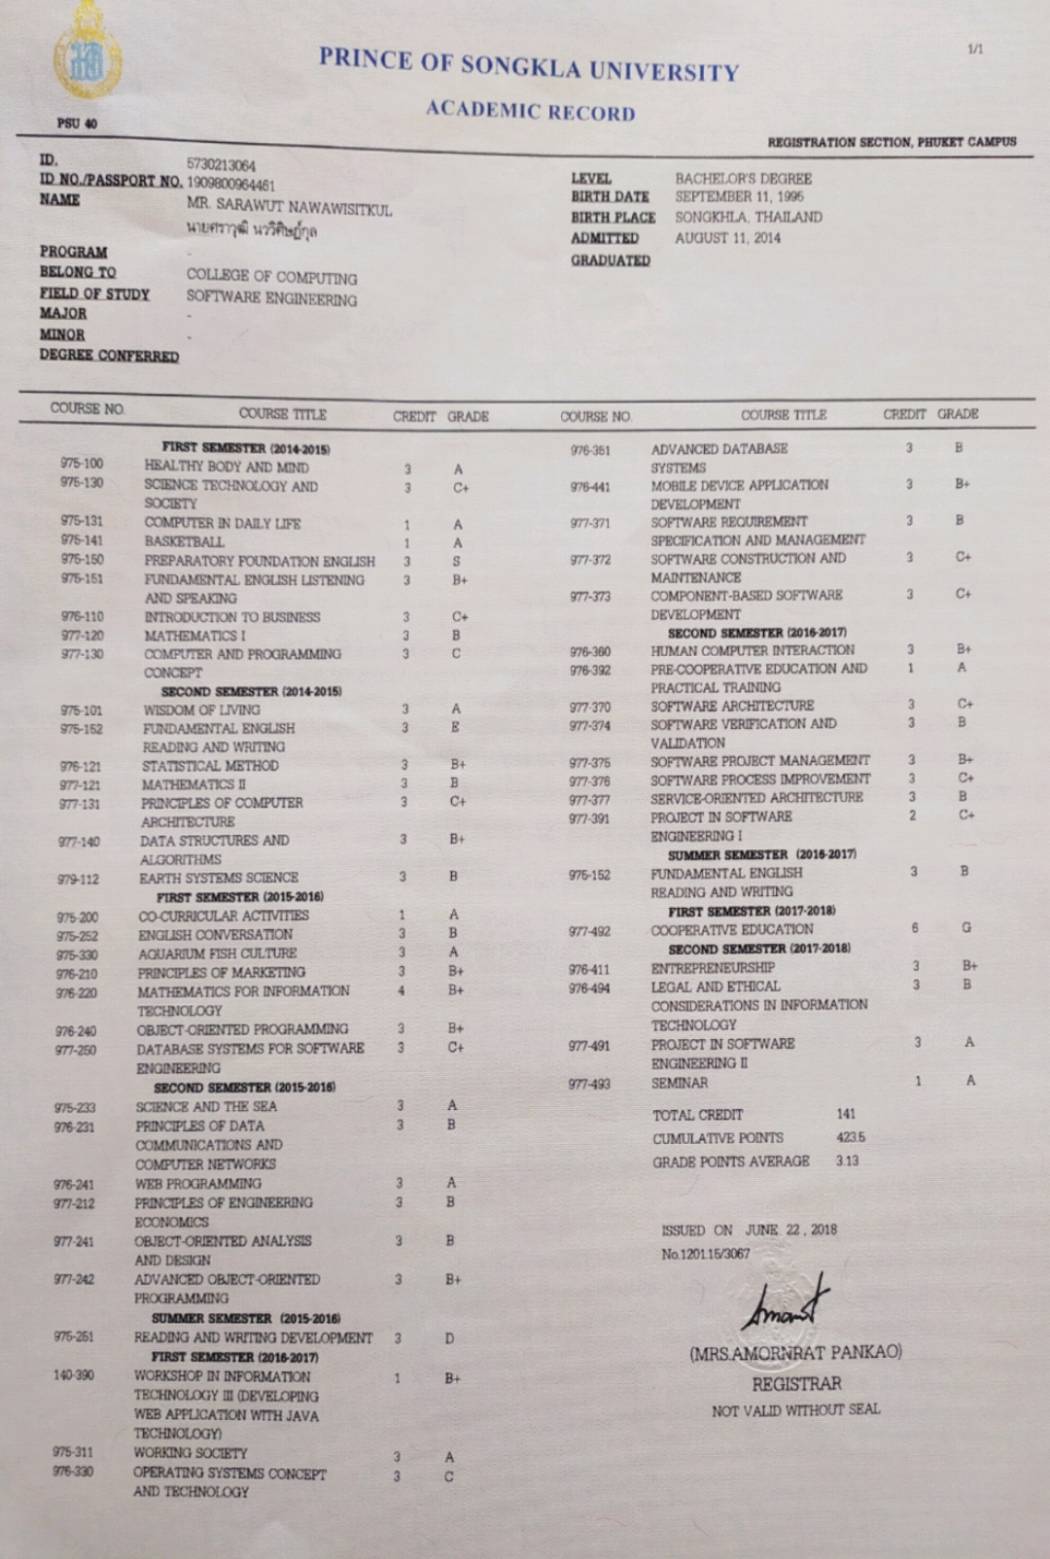 1/1
PRINCE OF SONGKLA UNIVERSITY
ACADEMIC RECORD
PSU 40
REGISTRATION SECTION, PHUKET CAMPUS
ID. 5730213064
ID NO./PASSPORT NO. 1909800964461
NAME MR. SARAWUT NAWAWISITKUL
นายศราวุฒิ นววิศิษฏ์กุล
PROGRAM -
BELONG TO COLLEGE OF COMPUTING
FIELD OF STUDY SOFTWARE ENGINEERING
MAJOR -
MINOR -
DEGREE CONFERRED
LEVEL BACHELOR'S DEGREE
BIRTH DATE SEPTEMBER 11, 1995
BIRTH PLACE SONGKHLA, THAILAND
ADMITTED AUGUST 11, 2014
GRADUATED
COURSE NO. COURSE TITLE CREDIT GRADE
FIRST SEMESTER (2014-2015)
975-100 HEALTHY BODY AND MIND 3 A
975-130 SCIENCE TECHNOLOGY AND 3 C+
SOCIETY
975-131 COMPUTER IN DAILY LIFE 1 A
975-141 BASKETBALL 1 A
975-150 PREPARATORY FOUNDATION ENGLISH 3 S
975-151 FUNDAMENTAL ENGLISH LISTENING 3 B+
AND SPEAKING
976-110 INTRODUCTION TO BUSINESS 3 C+
977-120 MATHEMATICS I 3 B
977-130 COMPUTER AND PROGRAMMING 3 C
CONCEPT
SECOND SEMESTER (2014-2015)
975-101 WISDOM OF LIVING 3 A
975-152 FUNDAMENTAL ENGLISH 3 E
READING AND WRITING
976-121 STATISTICAL METHOD 3 B+
977-121 MATHEMATICS II 3 B
977-131 PRINCIPLES OF COMPUTER 3 C+
ARCHITECTURE
977-140 DATA STRUCTURES AND 3 B+
ALGORITHMS
979-112 EARTH SYSTEMS SCIENCE 3 B
FIRST SEMESTER (2015-2016)
975-200 CO-CURRICULAR ACTIVITIES 1 A
975-252 ENGLISH CONVERSATION 3 B
975-330 AQUARIUM FISH CULTURE 3 A
976-210 PRINCIPLES OF MARKETING 3 B+
976-220 MATHEMATICS FOR INFORMATION 4 B+
TECHNOLOGY
976-240 OBJECT-ORIENTED PROGRAMMING 3 B+
977-250 DATABASE SYSTEMS FOR SOFTWARE 3 C+
ENGINEERING
SECOND SEMESTER (2015-2016)
975-233 SCIENCE AND THE SEA 3 A
976-231 PRINCIPLES OF DATA 3 B
COMMUNICATIONS AND
COMPUTER NETWORKS
976-241 WEB PROGRAMMING 3 A
977-212 PRINCIPLES OF ENGINEERING 3 B
ECONOMICS
977-241 OBJECT-ORIENTED ANALYSIS 3 B
AND DESIGN
977-242 ADVANCED OBJECT-ORIENTED 3 B+
PROGRAMMING
SUMMER SEMESTER (2015-2016)
975-251 READING AND WRITING DEVELOPMENT 3 D
FIRST SEMESTER (2016-2017)
140-390 WORKSHOP IN INFORMATION 1 B+
TECHNOLOGY III (DEVELOPING
WEB APPLICATION WITH JAVA
TECHNOLOGY)
975-311 WORKING SOCIETY 3 A
976-330 OPERATING SYSTEMS CONCEPT 3 C
AND TECHNOLOGY
COURSE NO. COURSE TITLE CREDIT GRADE
976-351 ADVANCED DATABASE 3 B
SYSTEMS
976-441 MOBILE DEVICE APPLICATION 3 B+
DEVELOPMENT
977-371 SOFTWARE REQUIREMENT 3 B
SPECIFICATION AND MANAGEMENT
977-372 SOFTWARE CONSTRUCTION AND 3 C+
MAINTENANCE
977-373 COMPONENT-BASED SOFTWARE 3 C+
DEVELOPMENT
SECOND SEMESTER (2016-2017)
976-360 HUMAN COMPUTER INTERACTION 3 B+
976-392 PRE-COOPERATIVE EDUCATION AND 1 A
PRACTICAL TRAINING
977-370 SOFTWARE ARCHITECTURE 3 C+
977-374 SOFTWARE VERIFICATION AND 3 B
VALIDATION
977-375 SOFTWARE PROJECT MANAGEMENT 3 B+
977-376 SOFTWARE PROCESS IMPROVEMENT 3 C+
977-377 SERVICE-ORIENTED ARCHITECTURE 3 B
977-391 PROJECT IN SOFTWARE 2 C+
ENGINEERING I
SUMMER SEMESTER (2016-2017)
975-152 FUNDAMENTAL ENGLISH 3 B
READING AND WRITING
FIRST SEMESTER (2017-2018)
977-492 COOPERATIVE EDUCATION 6 G
SECOND SEMESTER (2017-2018)
976-411 ENTREPRENEURSHIP 3 B+
976-494 LEGAL AND ETHICAL 3 B
CONSIDERATIONS IN INFORMATION
TECHNOLOGY
977-491 PROJECT IN SOFTWARE 3 A
ENGINEERING II
977-493 SEMINAR 1 A
TOTAL CREDIT 141
CUMULATIVE POINTS 423.5
GRADE POINTS AVERAGE 3.13
ISSUED ON JUNE 22, 2018
No.1201.15/3067
(MRS.AMORNRAT PANKAO)
REGISTRAR
NOT VALID WITHOUT SEAL